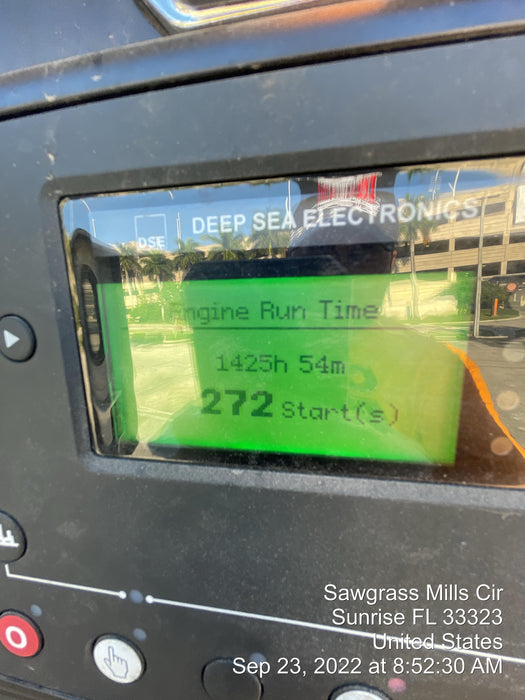 DEEP SEA ELECTRONICS
DSE
Engine Run Time
1425h 54m
272 Start(s)
O
Sawgrass Mills Cir
Sunrise FL 33323
United States
Sep 23, 2022 at 8:52:30 AM